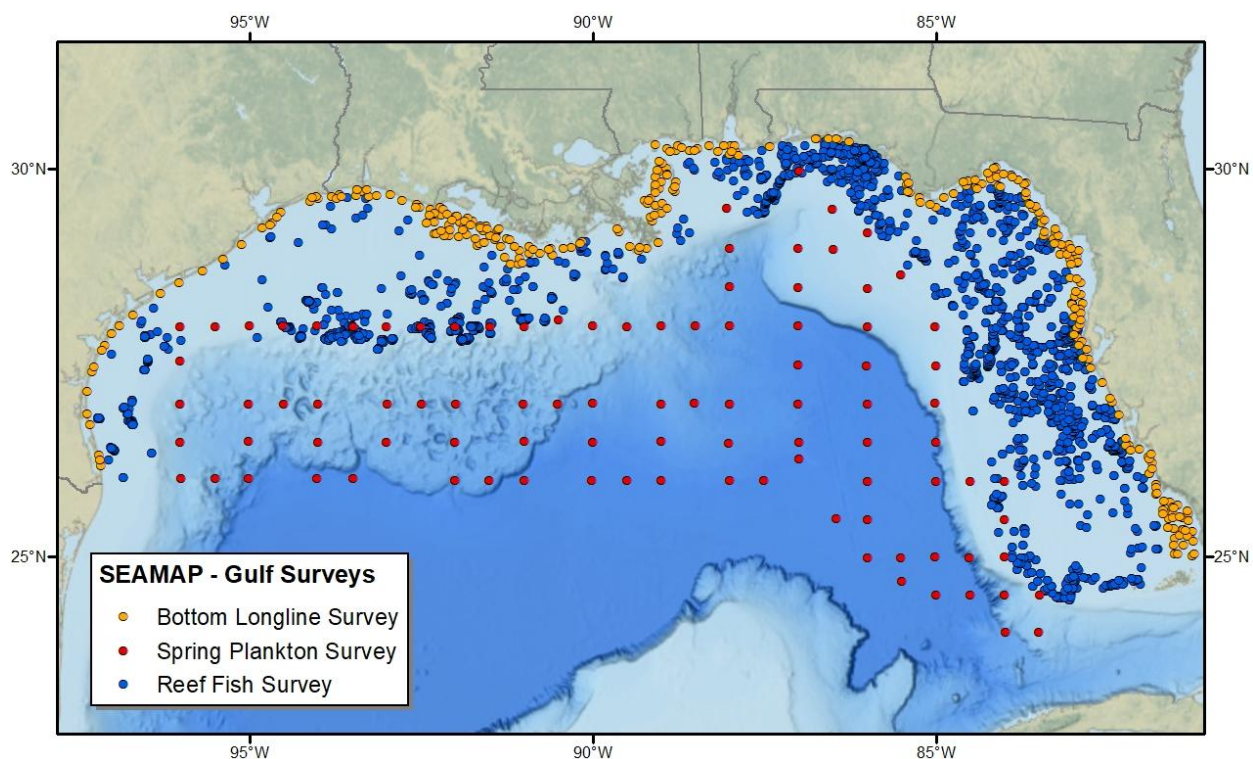 95°W
90°W
85°W
30°N
30°N
25°N
25°N
SEAMAP - Gulf Surveys
Bottom Longline Survey
Spring Plankton Survey
Reef Fish Survey
95°W
90°W
85°W